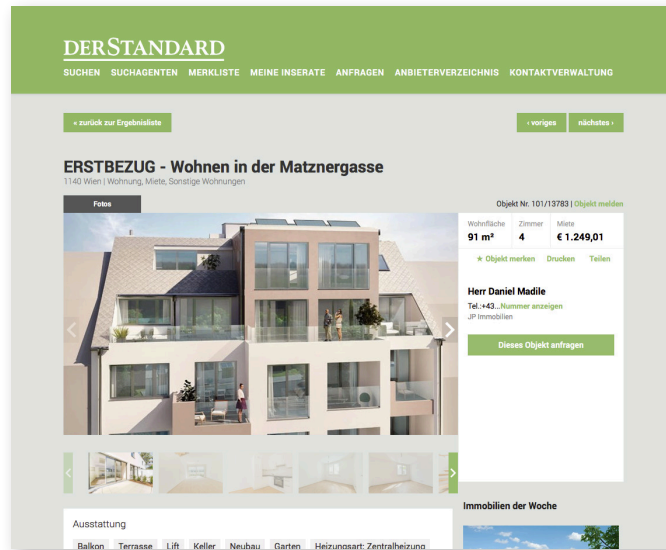 DERSTANDARD
SUCHEN SUCHAGENTEN MERKLISTE MEINE INSERATE ANFRAGEN ANBIETERVERZEICHNIS KONTAKTVERWALTUNG
« zurück zur Ergebnisliste
‹ voriges nächstes ›
ERSTBEZUG - Wohnen in der Matznergasse
1140 Wien | Wohnung, Miete, Sonstige Wohnungen
Fotos
Objekt Nr. 101/13783 | Objekt melden
Wohnfläche Zimmer Miete
91 m² 4 € 1.249,01
★ Objekt merken Drucken Teilen
Herr Daniel Madile
Tel.:+43...Nummer anzeigen
JP Immobilien
Dieses Objekt anfragen
Immobilien der Woche
Ausstattung
Balkon Terrasse Lift Keller Neubau Garten Heizungsart: Zentralheizung